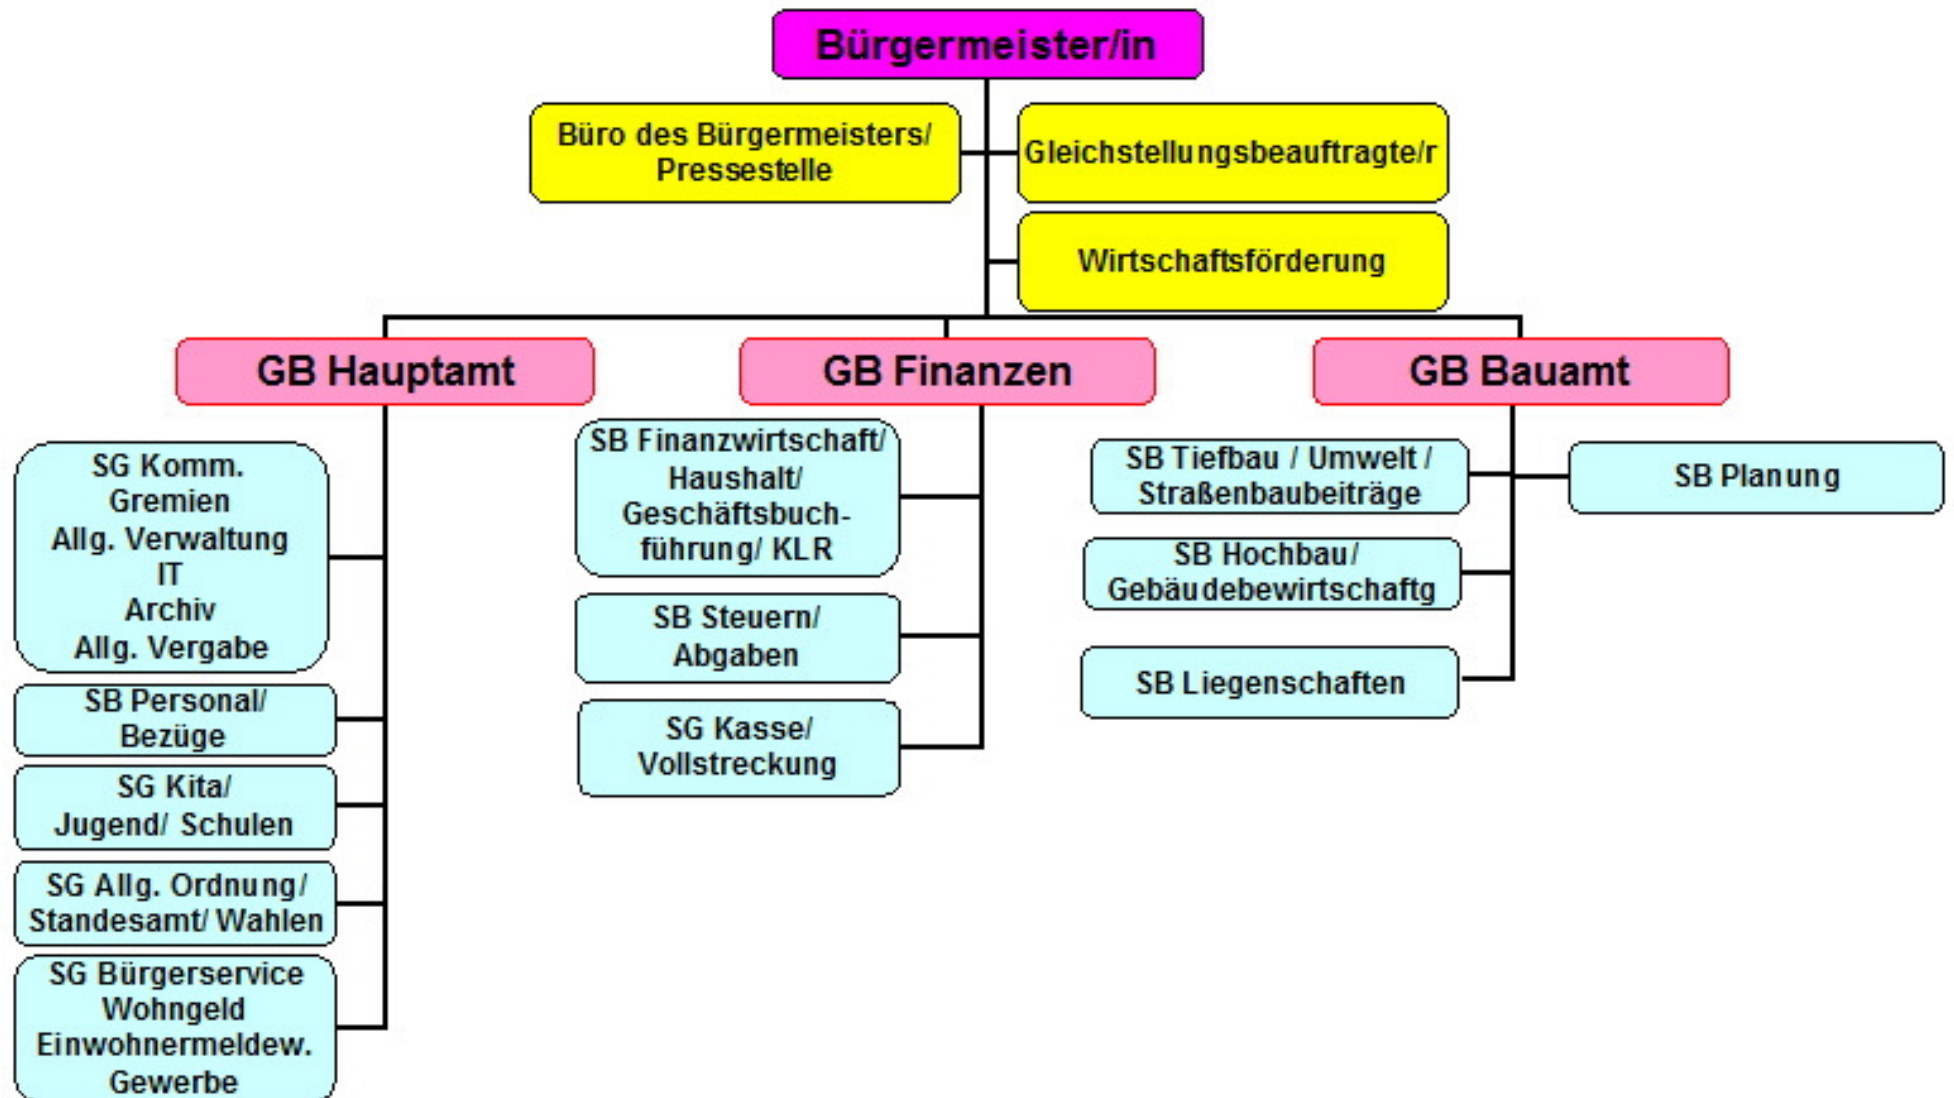 Bürgermeister/in
Büro des Bürgermeisters/
Pressestelle
Gleichstellungsbeauftragte/r
Wirtschaftsförderung
GB Hauptamt
SG Komm.
Gremien
Allg. Verwaltung
IT
Archiv
Allg. Vergabe
SB Personal/
Bezüge
SG Kita/
Jugend/ Schulen
SG Allg. Ordnung/
Standesamt/ Wahlen
SG Bürgerservice
Wohngeld
Einwohnermeldew.
Gewerbe
GB Finanzen
SB Finanzwirtschaft/
Haushalt/
Geschäftsbuch-
führung/ KLR
SB Steuern/
Abgaben
SG Kasse/
Vollstreckung
GB Bauamt
SB Tiefbau / Umwelt /
Straßenbaubeiträge
SB Planung
SB Hochbau/
Gebäudebewirtschaftg
SB Liegenschaften